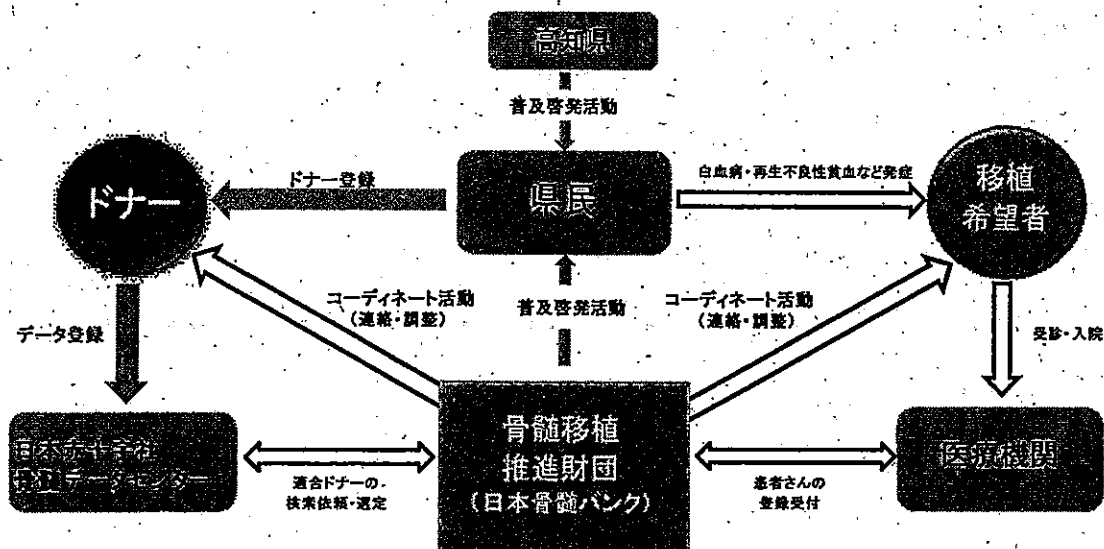 高知県
普及啓発活動
ドナー
ドナー登録
県民
白血病・再生不良性貧血など発症
移植
希望者
コーディネート活動
(連絡・調整)
普及啓発活動
コーディネート活動
(連絡・調整)
データ登録
受診・入院
日本赤十字社
骨髄データセンター
骨髄移植
推進財団
(日本骨髄バンク)
医療機関
適合ドナーの
検索依頼・選定
患者さんの
登録受付